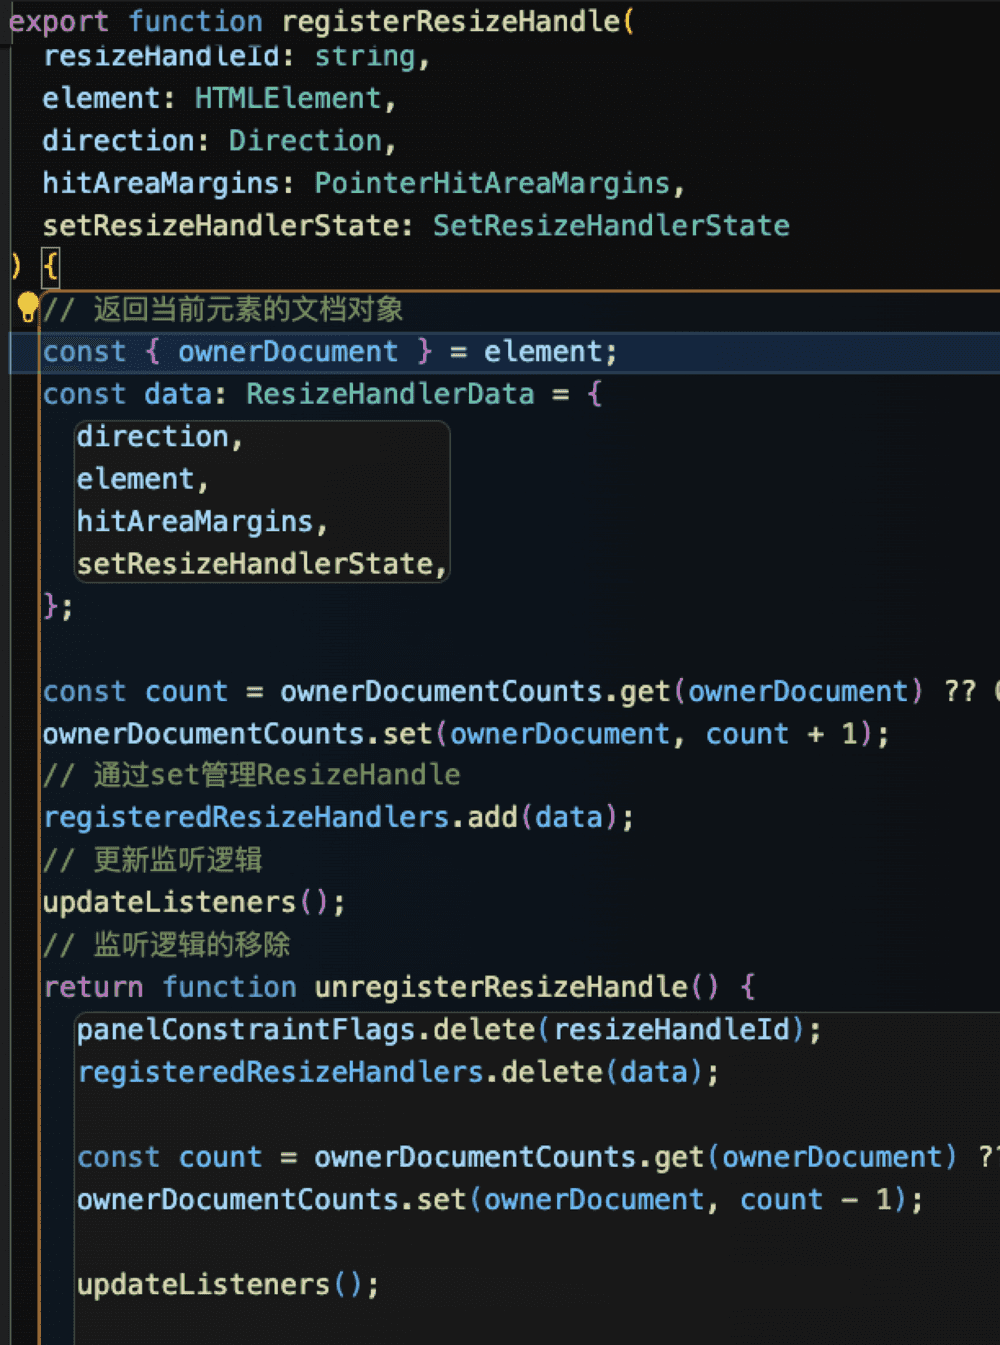 export function registerResizeHandle(
resizeHandleId: string,
element: HTMLElement,
direction: Direction,
hitAreaMargins: PointerHitAreaMargins,
setResizeHandlerState: SetResizeHandlerState
) {
// 返回当前元素的文档对象
const { ownerDocument } = element;
const data: ResizeHandlerData = {
direction,
element,
hitAreaMargins,
setResizeHandlerState,
};
const count = ownerDocumentCounts.get(ownerDocument) ??
ownerDocumentCounts.set(ownerDocument, count + 1);
// 通过set管理ResizeHandle
registeredResizeHandlers.add(data);
// 更新监听逻辑
updateListeners();
// 监听逻辑的移除
return function unregisterResizeHandle() {
panelConstraintFlags.delete(resizeHandleId);
registeredResizeHandlers.delete(data);
const count = ownerDocumentCounts.get(ownerDocument) ??
ownerDocumentCounts.set(ownerDocument, count - 1);
updateListeners();